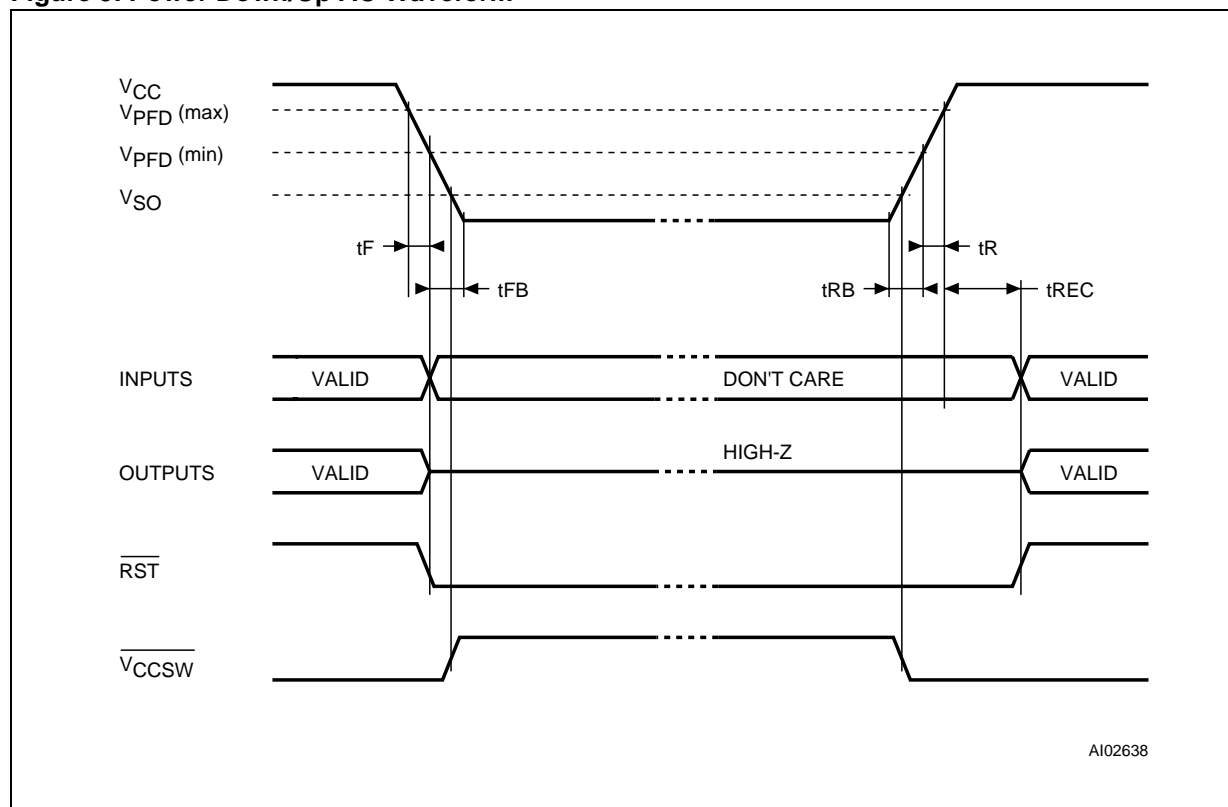 VCC
VPFD (max)
VPFD (min)
VSO
tF
tR
tFB
tRB
tREC
INPUTS
VALID
DON'T CARE
VALID
OUTPUTS
VALID
HIGH-Z
VALID
RST
VCCSW
AI02638